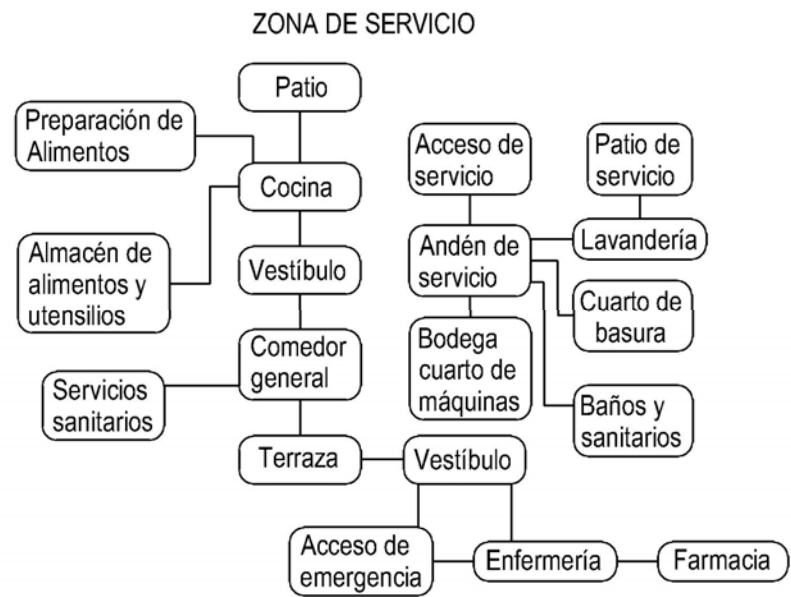 ZONA DE SERVICIO
Patio
Preparación de
Alimentos
Cocina
Almacén de
alimentos y
utensilios
Vestíbulo
Comedor
general
Servicios
sanitarios
Terraza
Vestíbulo
Acceso de
emergencia
Enfermería
Farmacia
Acceso de
servicio
Patio de
servicio
Andén de
servicio
Lavandería
Cuarto de
basura
Bodega
cuarto de
máquinas
Baños y
sanitarios